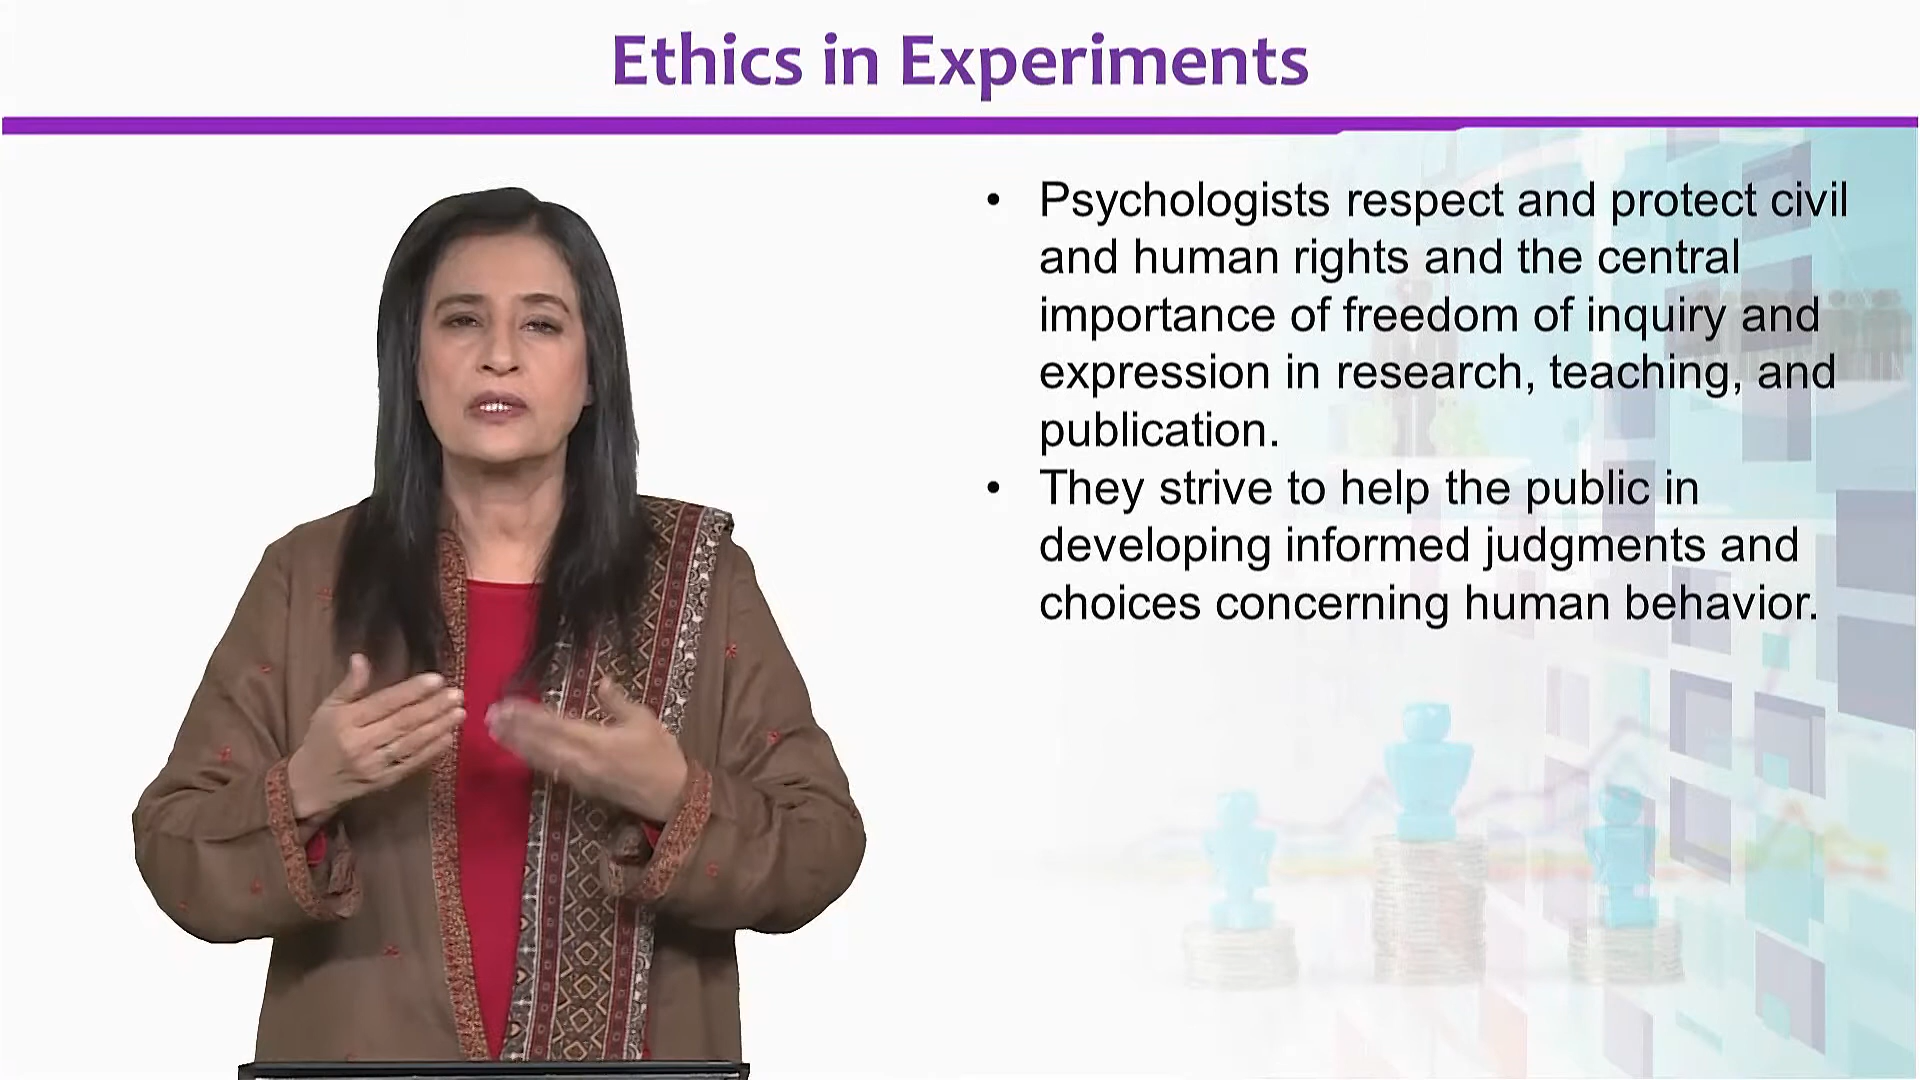 Ethics in Experiments
• Psychologists respect and protect civil
and human rights and the central
importance of freedom of inquiry and
expression in research, teaching, and
publication.
• They strive to help the public in
developing informed judgments and
choices concerning human behavior.